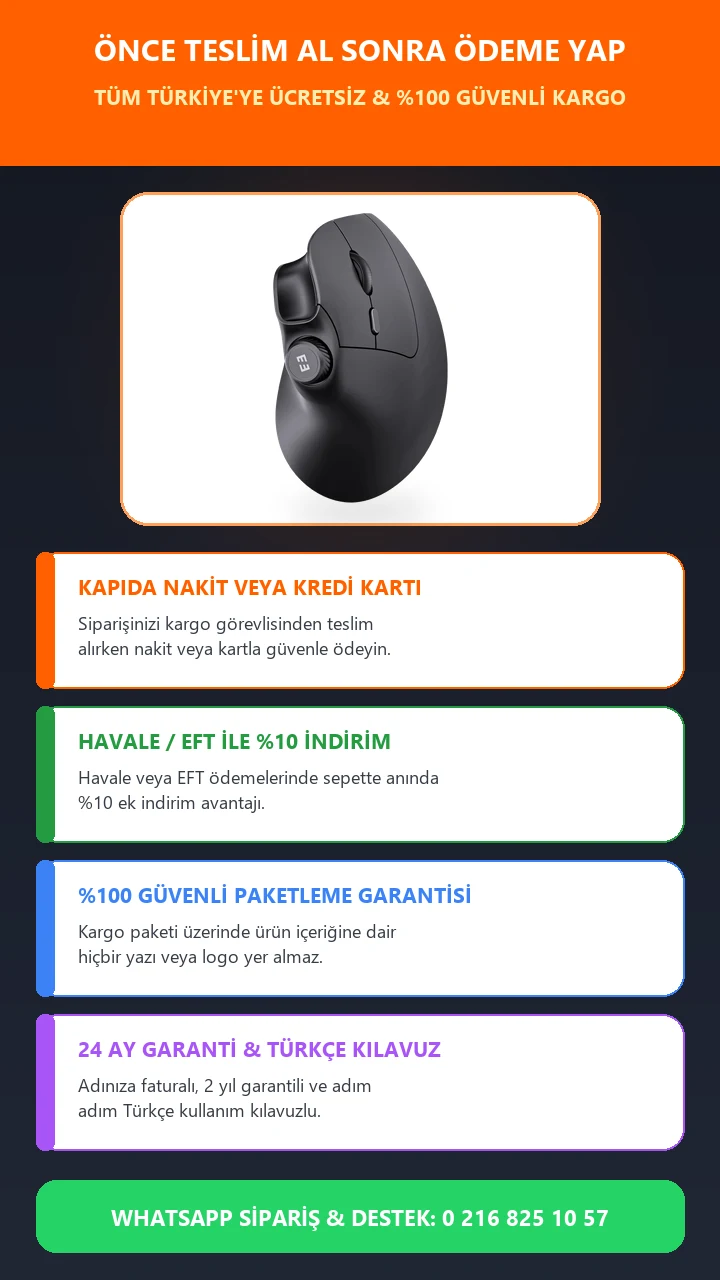 ÖNCE TESLİM AL SONRA ÖDEME YAP
TÜM TÜRKİYE'YE ÜCRETSİZ & %100 GÜVENLİ KARGO
KAPIDA NAKİT VEYA KREDİ KARTI
Siparişinizi kargo görevlisinden teslim
alırken nakit veya kartla güvenle ödeyin.
HAVALE / EFT İLE %10 İNDİRİM
Havale veya EFT ödemelerinde sepette anında
%10 ek indirim avantajı.
%100 GÜVENLİ PAKETLEME GARANTİSİ
Kargo paketi üzerinde ürün içeriğine dair
hiçbir yazı veya logo yer almaz.
24 AY GARANTİ & TÜRKÇE KILAVUZ
Adınıza faturalı, 2 yıl garantili ve adım
adım Türkçe kullanım kılavuzlu.
WHATSAPP SİPARİŞ & DESTEK: 0 216 825 10 57